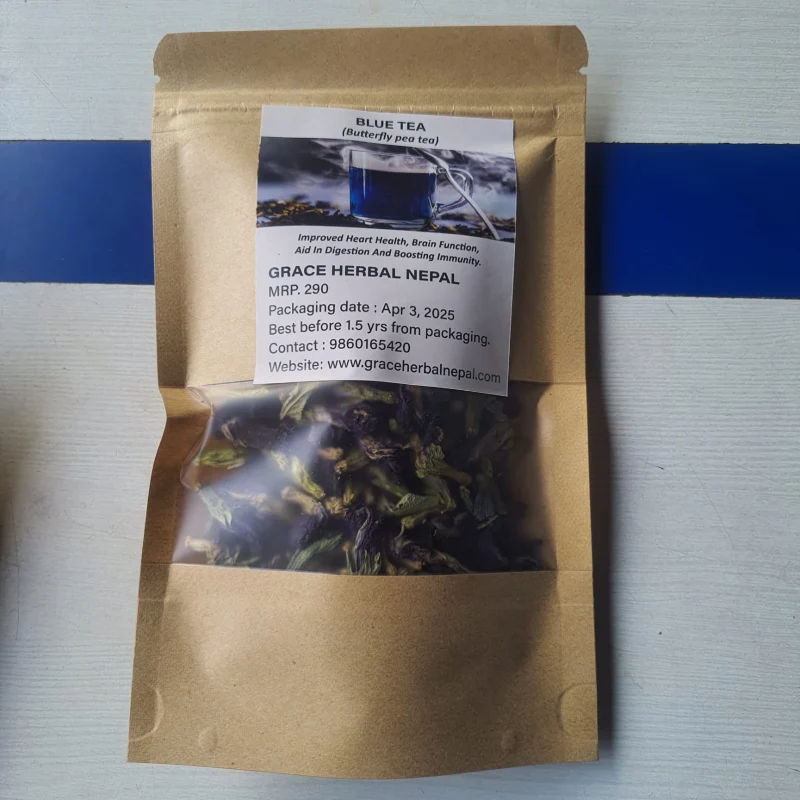 BLUE TEA
(Butterfly pea tea)
Improved Heart Health, Brain Function,
Aid In Digestion And Boosting Immunity.
GRACE HERBAL NEPAL
MRP. 290
Packaging date : Apr 3, 2025
Best before 1.5 yrs from packaging.
Contact : 9860165420
Website: www.graceherbalnepal.com